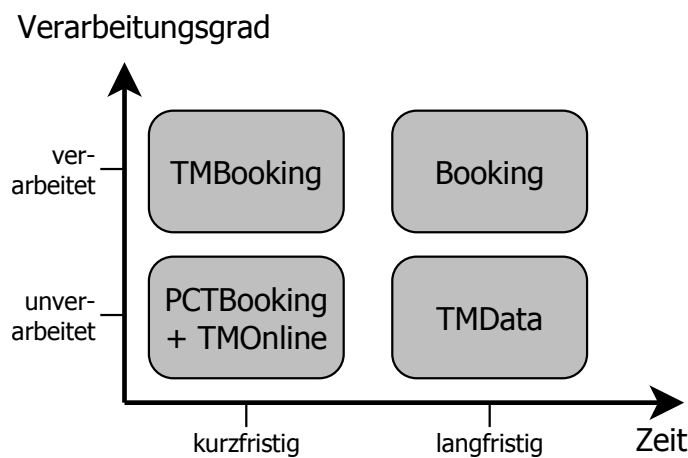 Verarbeitungsgrad
ver-
arbeitet
TMBooking
Booking
unver-
arbeitet
PCTBooking
+ TMOnline
TMData
kurzfristig
langfristig
Zeit